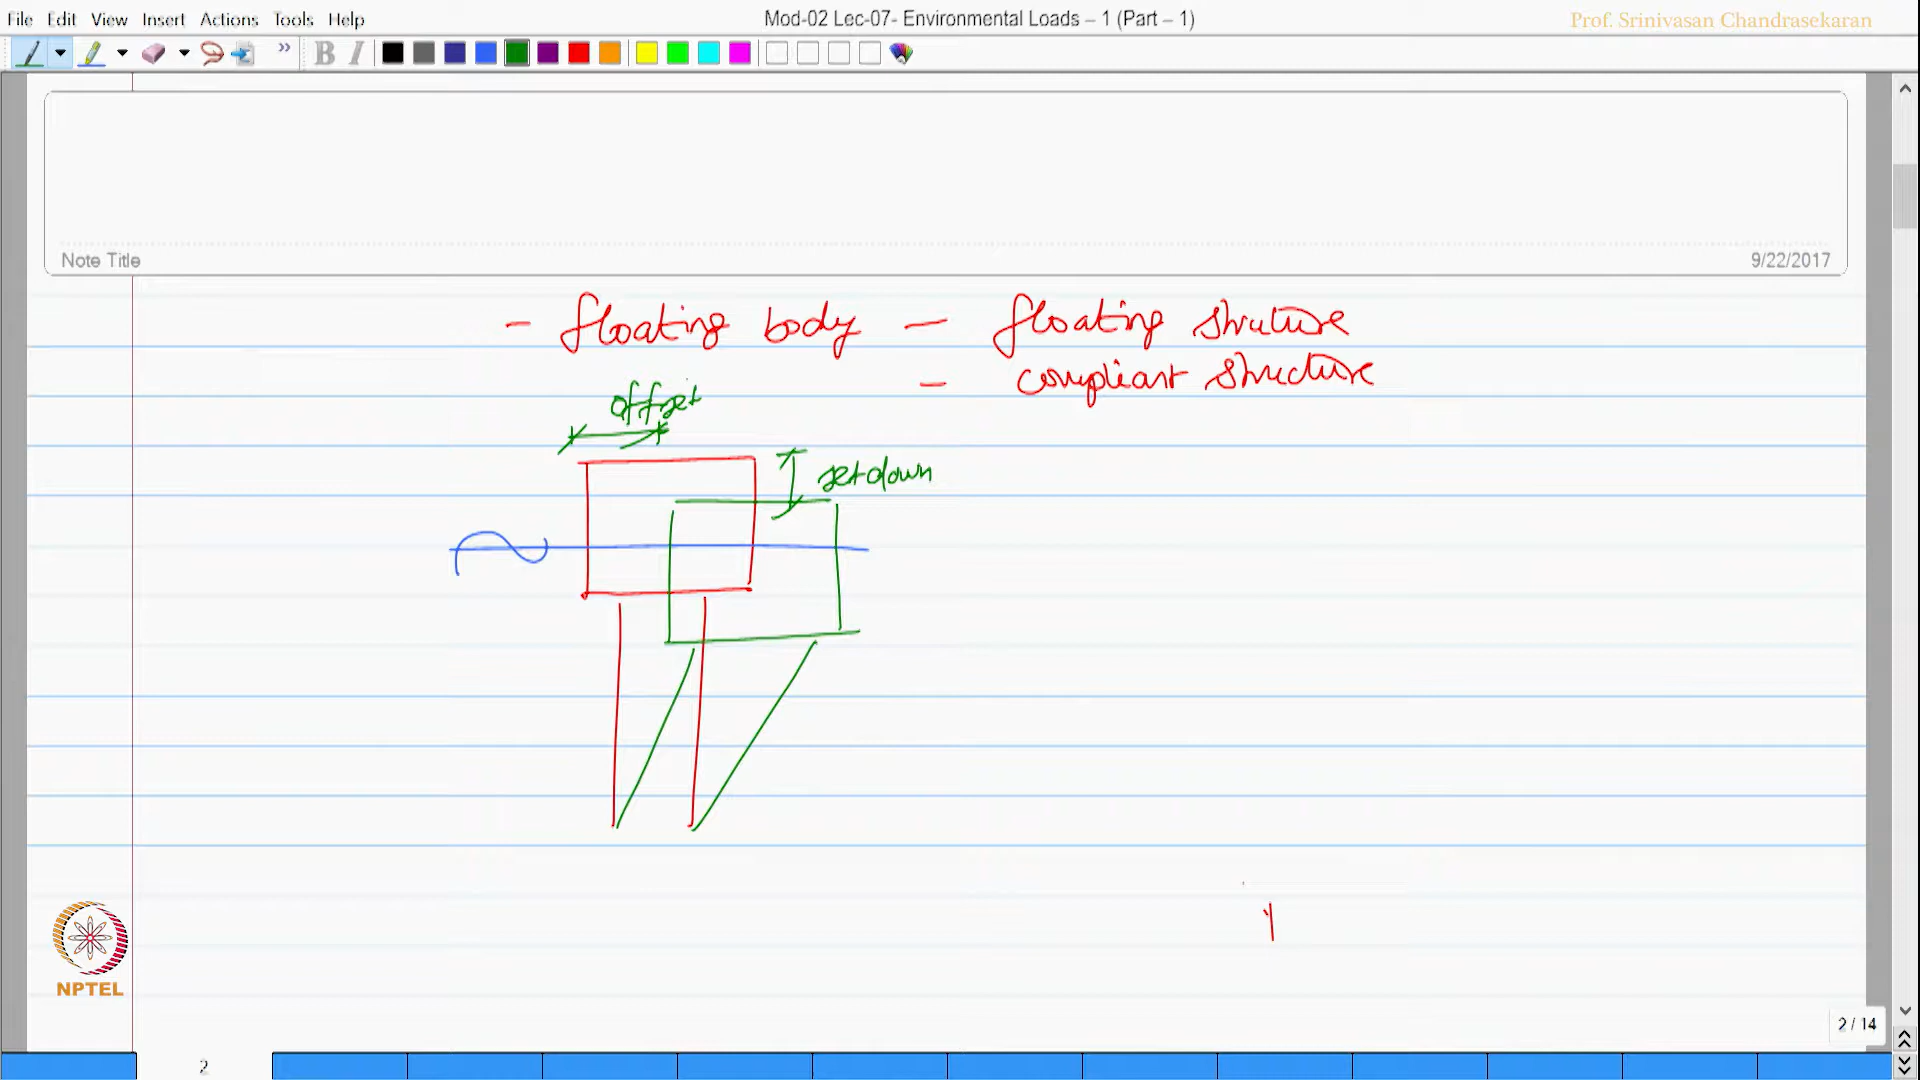 File Edit View Insert Actions Tools Help
Mod-02 Lec-07- Environmental Loads – 1 (Part – 1)
Prof. Srinivasan Chandrasekaran
B I
Note Title
9/22/2017
- floating body - floating structure
- compliant structure
offset
setdown
NPTEL
2 / 14
2